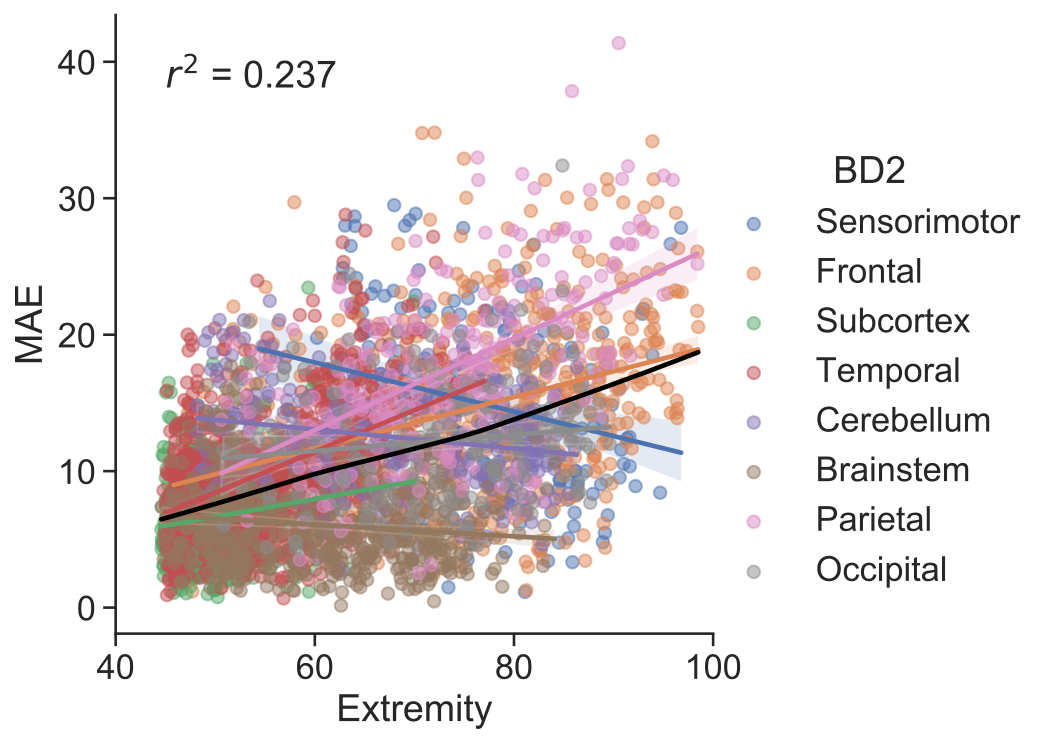 r² = 0.237
MAE
40
30
20
10
0
40 60 80 100
Extremity
BD2
Sensorimotor
Frontal
Subcortex
Temporal
Cerebellum
Brainstem
Parietal
Occipital